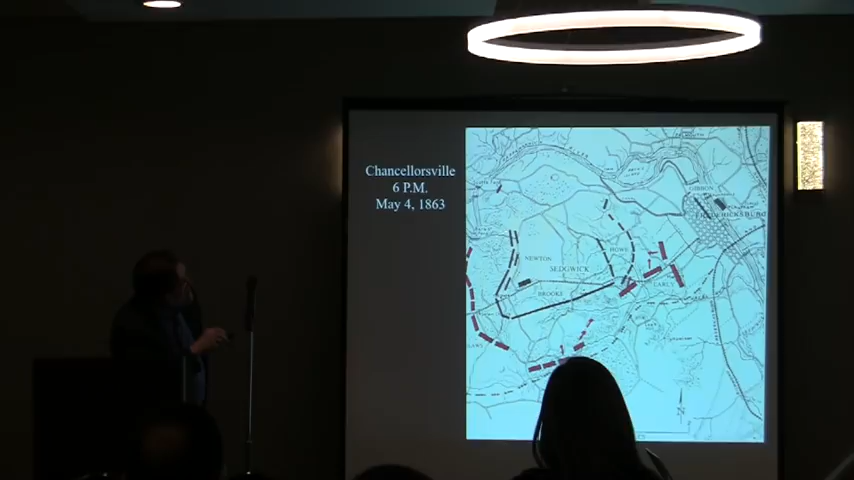 Chancellorsville
6 P.M.
May 4, 1863
GIBBON
FREDERICKSBURG
HOWE
NEWTON
SEDGWICK
EARLY
BROOKS